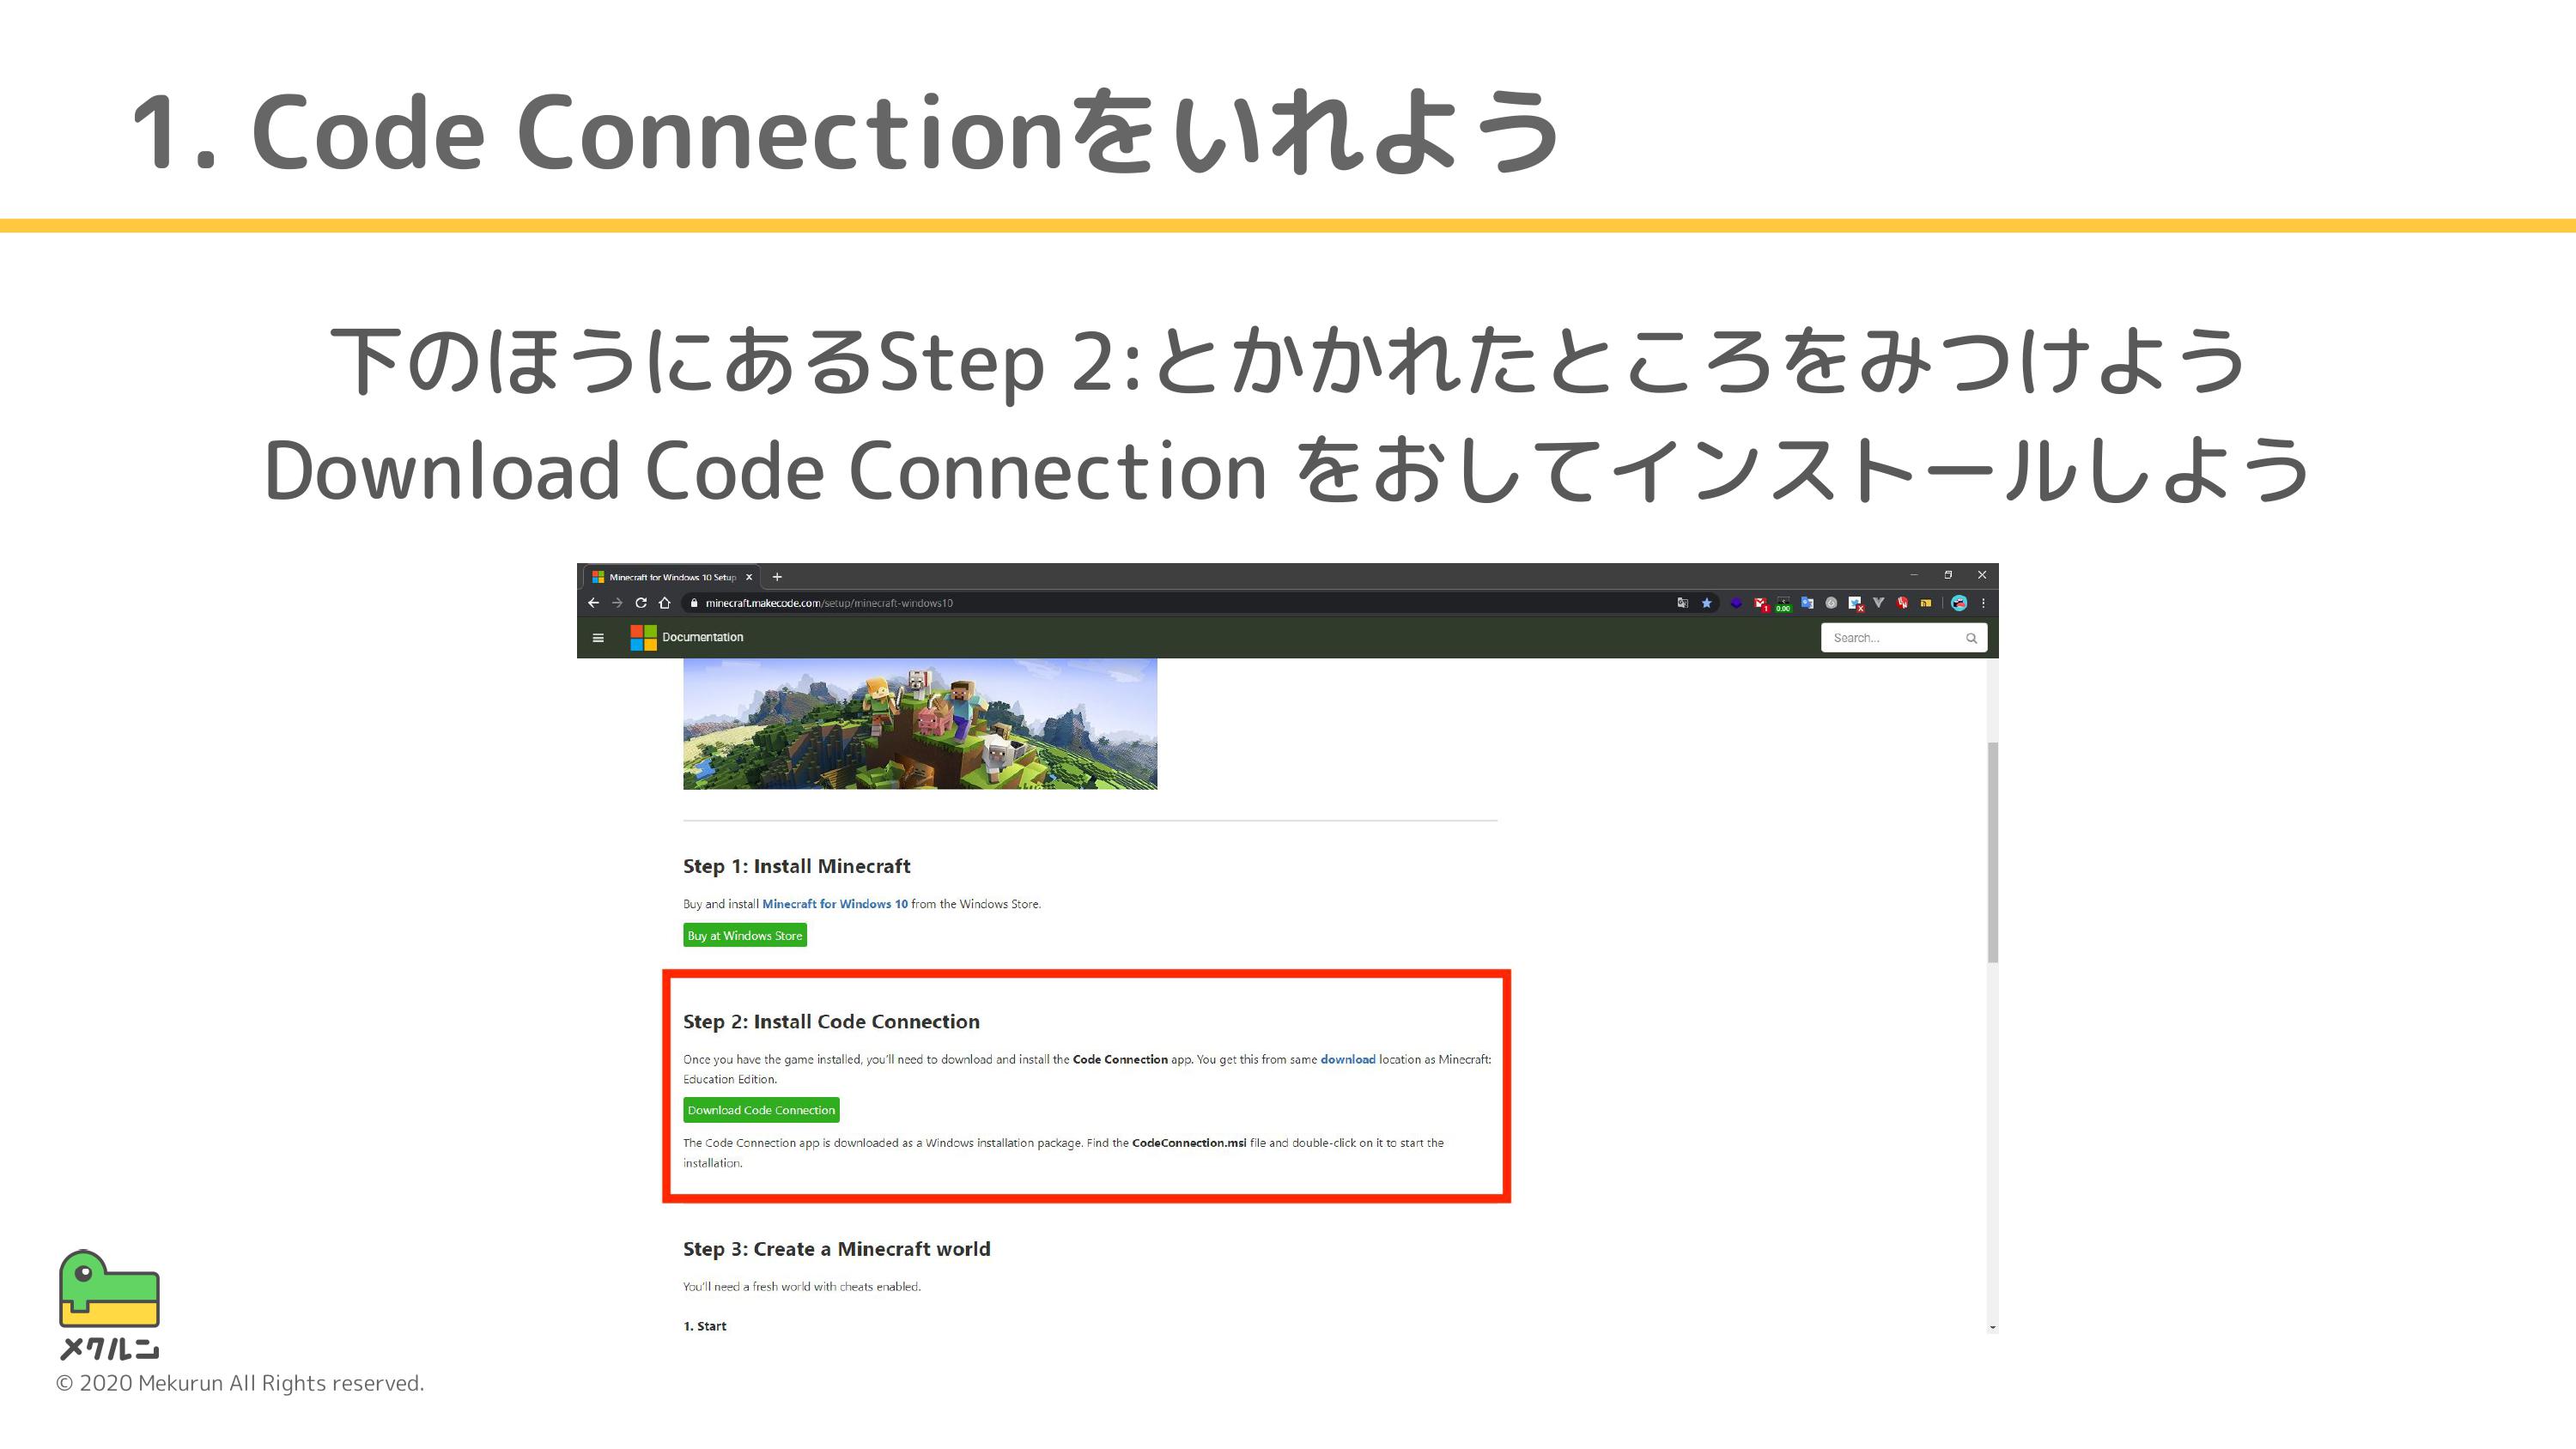 1. Code Connectionをいれよう
下のほうにあるStep 2:とかかれたところをみつけよう
Download Code Connection をおしてインストールしよう
Minecraft for Windows 10 Setup
minecraft.makecode.com/setup/minecraft-windows10
1
0.00
Documentation
Search...
Step 1: Install Minecraft
Buy and install Minecraft for Windows 10 from the Windows Store.
Buy at Windows Store
Step 2: Install Code Connection
Once you have the game installed, you'll need to download and install the Code Connection app. You get this from same download location as Minecraft:
Education Edition.
Download Code Connection
The Code Connection app is downloaded as a Windows installation package. Find the CodeConnection.msi file and double-click on it to start the
installation.
Step 3: Create a Minecraft world
You'll need a fresh world with cheats enabled.
1. Start
メクルン
© 2020 Mekurun All Rights reserved.